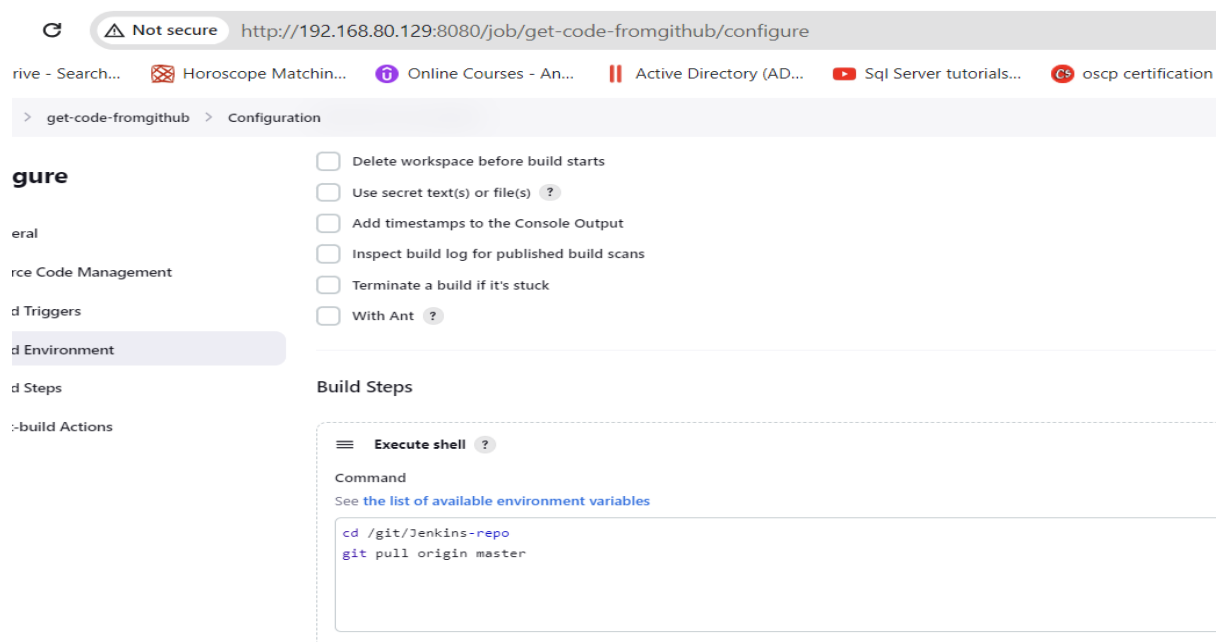 Not secure http://192.168.80.129:8080/job/get-code-fromgithub/configure
rive - Search... Horoscope Matchin... Online Courses - An... Active Directory (AD... Sql Server tutorials... oscp certification
> get-code-fromgithub > Configuration
gure
eral
rce Code Management
d Triggers
d Environment
d Steps
-build Actions
Delete workspace before build starts
Use secret text(s) or file(s) ?
Add timestamps to the Console Output
Inspect build log for published build scans
Terminate a build if it's stuck
With Ant ?
Build Steps
Execute shell ?
Command
See the list of available environment variables
cd /git/Jenkins-repo
git pull origin master